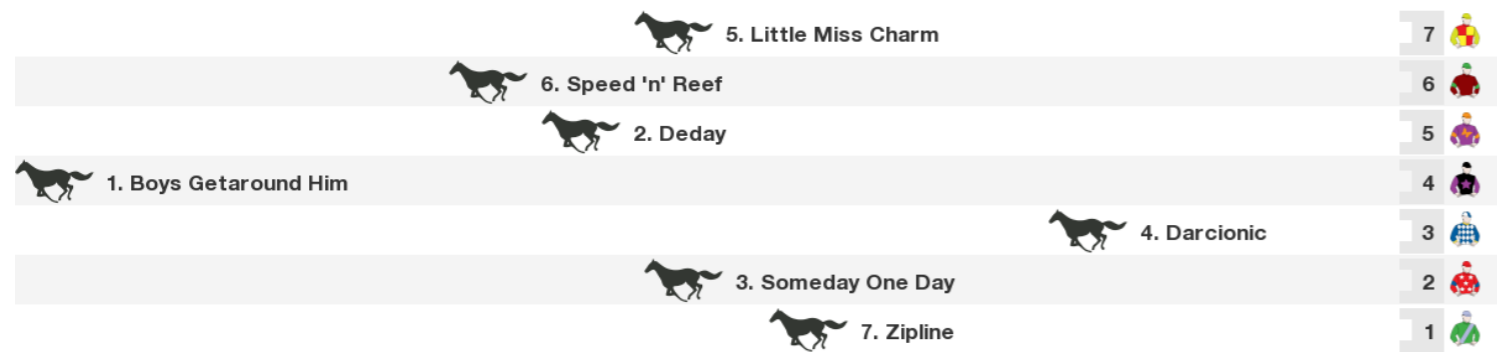 5. Little Miss Charm 7
6. Speed 'n' Reef 6
2. Deday 5
1. Boys Getaround Him 4
4. Darcionic 3
3. Someday One Day 2
7. Zipline 1